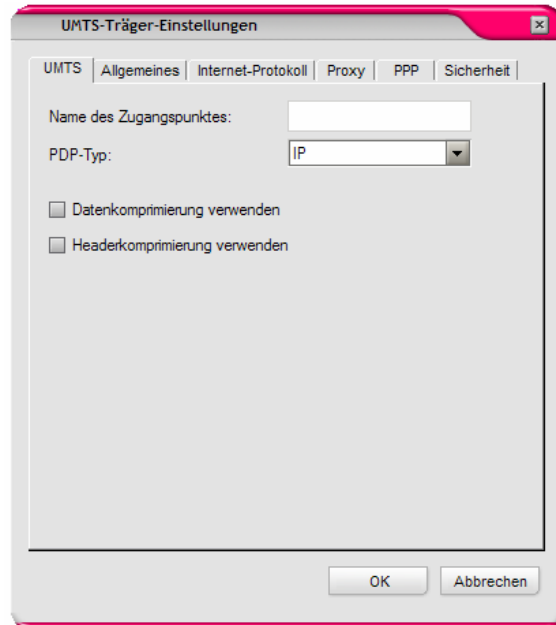 UMTS-Träger-Einstellungen
UMTS Allgemeines Internet-Protokoll Proxy PPP Sicherheit
Name des Zugangspunktes:
PDP-Typ: IP
Datenkomprimierung verwenden
Headerkomprimierung verwenden
OK Abbrechen